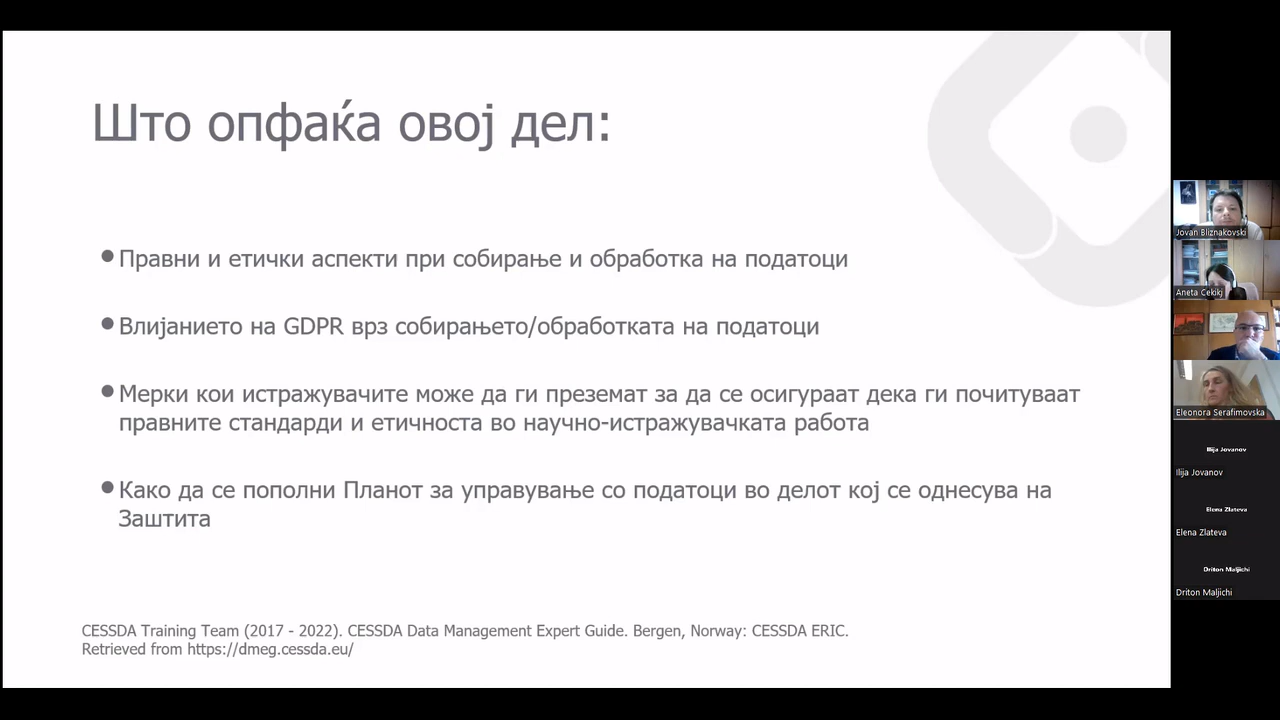 Што опфаќа овој дел:
Правни и етички аспекти при собирање и обработка на податоци
Влијанието на GDPR врз собирањето/обработката на податоци
Мерки кои истражувачите може да ги преземат за да се осигураат дека ги почитуваат
правните стандарди и етичноста во научно-истражувачката работа
Како да се пополни Планот за управување со податоци во делот кој се однесува на
Заштита
CESSDA Training Team (2017 - 2022). CESSDA Data Management Expert Guide. Bergen, Norway: CESSDA ERIC.
Retrieved from https://dmeg.cessda.eu/
Jovan Bliznakovski
Aneta Cekikj
Eleonora Serafimovska
Ilija Jovanov
Ilija Jovanov
Elena Zlateva
Elena Zlateva
Driton Maljichi
Driton Maljichi